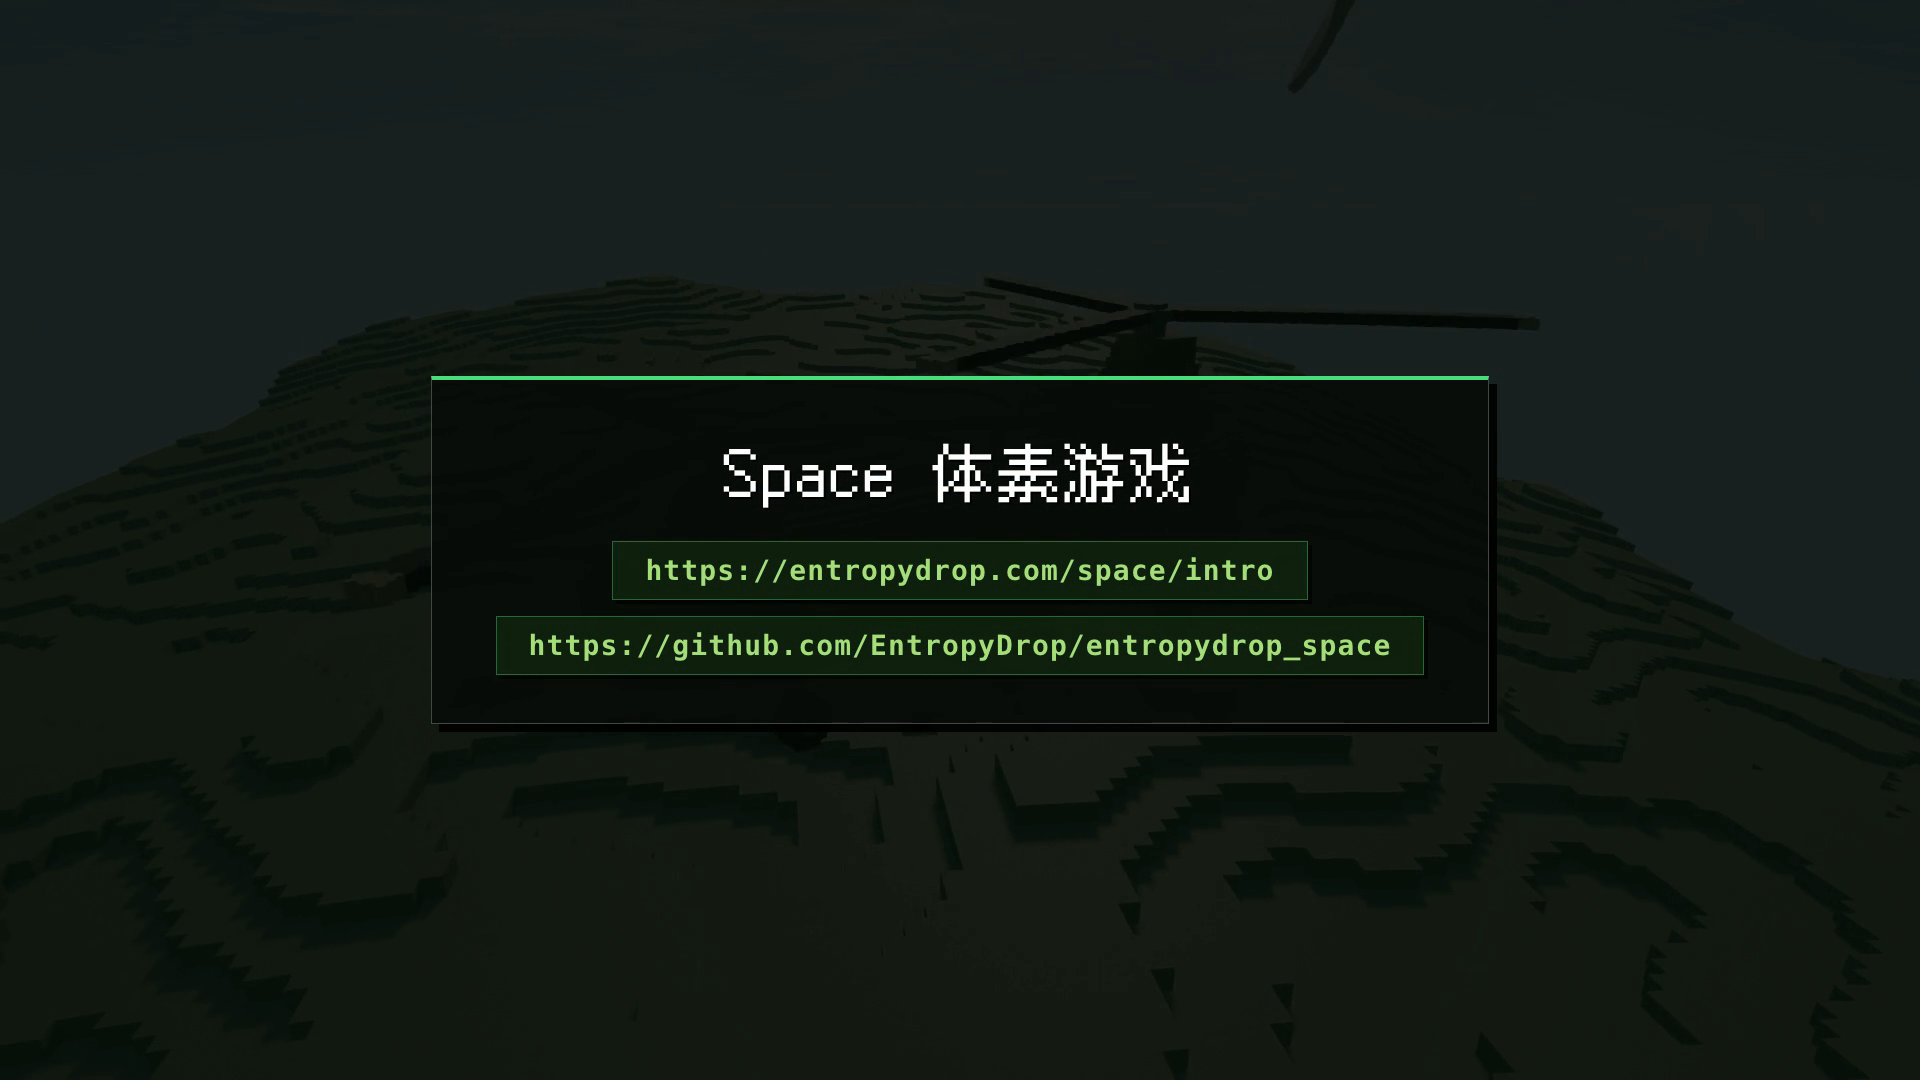 Space 体素游戏
https://entropydrop.com/space/intro
https://github.com/EntropyDrop/entropydrop_space